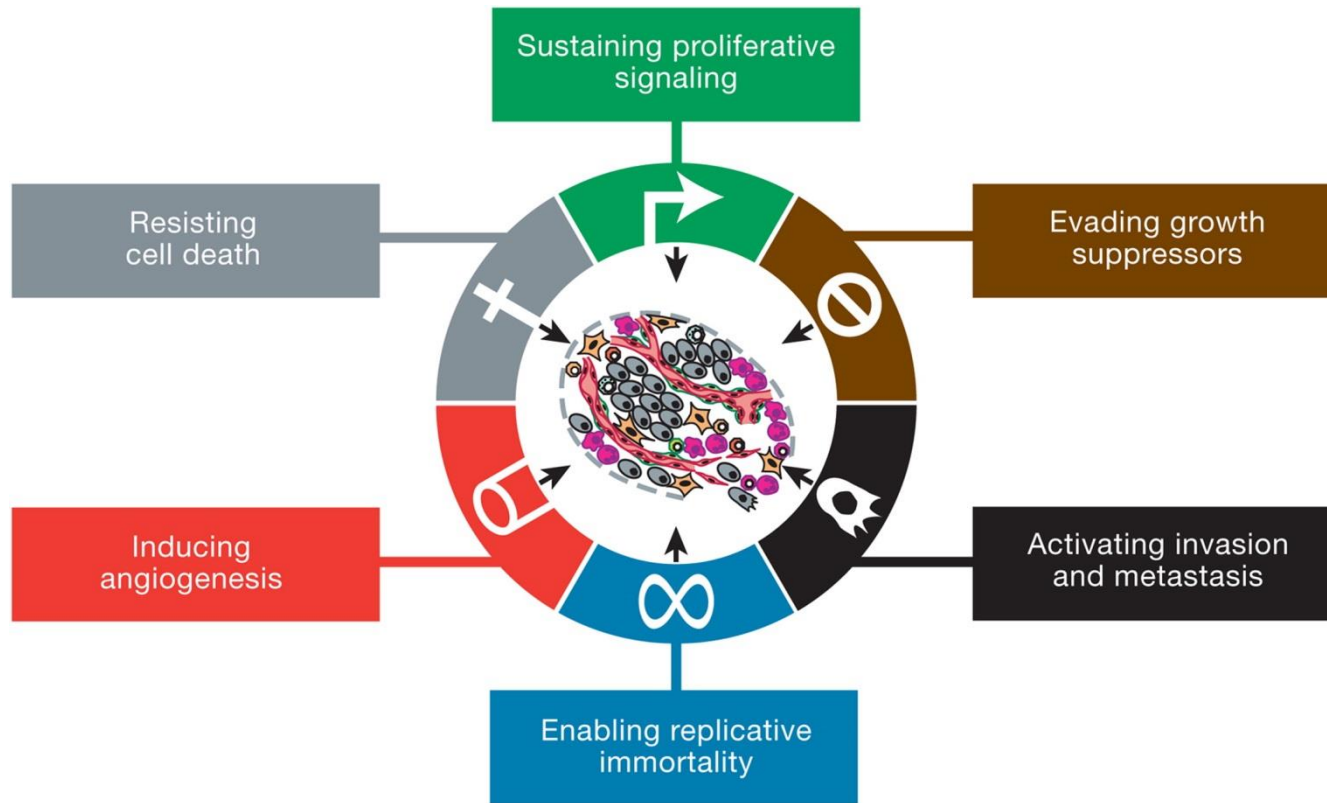 Sustaining proliferative
signaling
Resisting
cell death
Evading growth
suppressors
Inducing
angiogenesis
Activating invasion
and metastasis
Enabling replicative
immortality